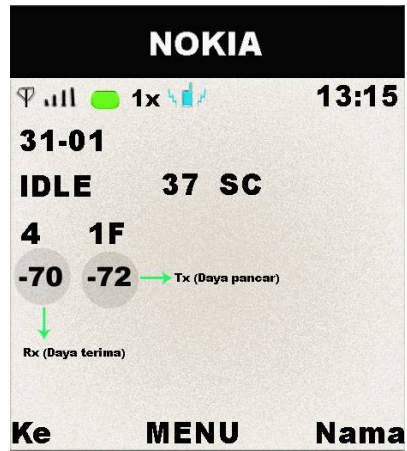 NOKIA
1x 13:15
31-01
IDLE 37 SC
4 1F
-70 -72 Tx (Daya pancar)
Rx (Daya terima)
Ke MENU Nama